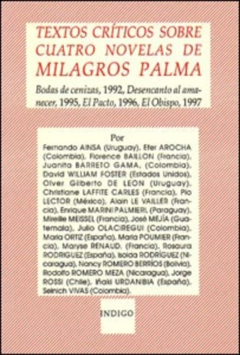 TEXTOS CRÍTICOS SOBRE
CUATRO NOVELAS DE
MILAGROS PALMA
Bodas de cenizas, 1992, Desencanto al ama-
necer, 1995, El Pacto, 1996, El Obispo, 1997
Por
Fernando AINSA (Uruguay), Efer AROCHA
(Colombia), Florence BAILLON (Francia),
Juanita BARRETO GAMA, (Colombia),
David WILLIAM FOSTER (Estados Unidos),
Oliver Gilberto DE LEÓN (Uruguay),
Christiane LAFFITE CARLES (Francia), Pía
LECTOR (México), Alain LE VAILLER (Fran-
cia), Enrique MARINI PALMIERI, (Paraguay),
Mireille MEISSEL (Francia), José MEJÍA (Gua-
temala), Julio OLACIREGUI (Colombia),
María ORTIZ (España), María POUMIER (Fran-
cia), Maryse RENAUD, (Francia), Rosaura
RODRIGUEZ (España), Isolda RODRÍGUEZ (Ni-
caragua), Nancy ROMERO BERRIOS (Bolivia),
Rodolfo ROMERO MEZA (Nicaragua), Jorge
ROSSI (Chile), Iñaki URDANIBIA (España),
Selnich VIVAS (Colombia).
INDIGO